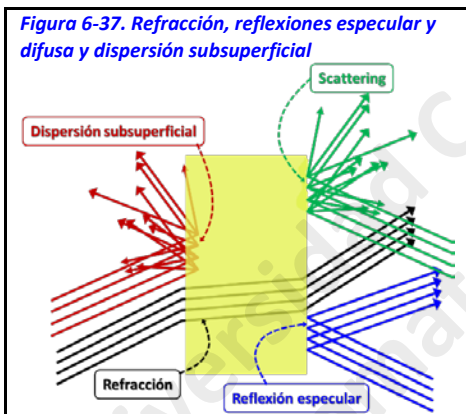 Figura 6-37. Refracción, reflexiones especular y
difusa y dispersión subsuperficial
Scattering
Dispersión subsuperficial
Refracción
Reflexión especular